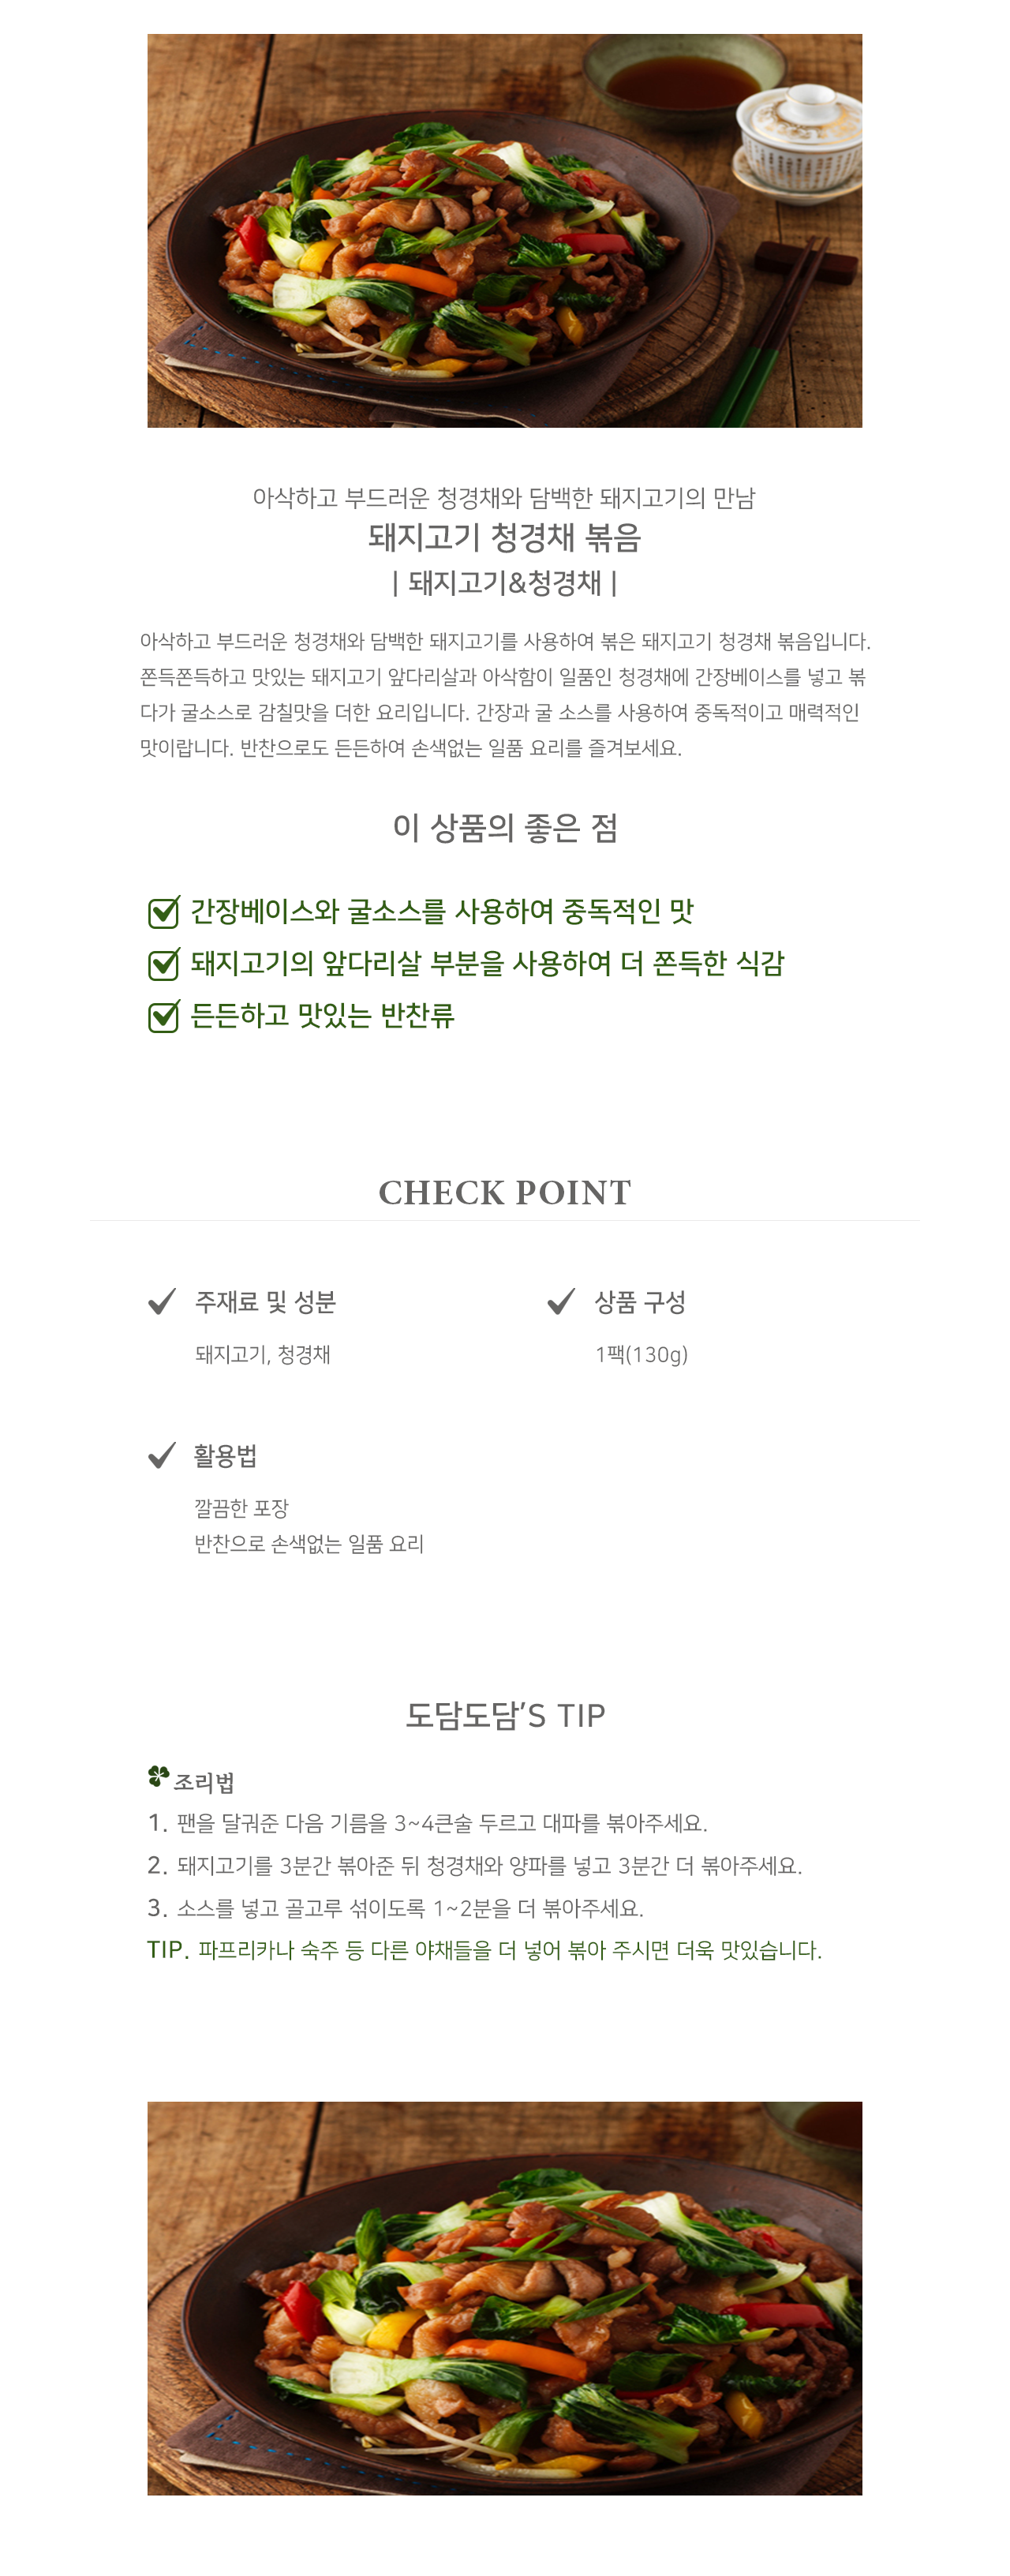 아삭하고 부드러운 청경채와 담백한 돼지고기의 만남
돼지고기 청경채 볶음
| 돼지고기&청경채 |
아삭하고 부드러운 청경채와 담백한 돼지고기를 사용하여 볶은 돼지고기 청경채 볶음입니다.
쫀득쫀득하고 맛있는 돼지고기 앞다리살과 아삭함이 일품인 청경채에 간장베이스를 넣고 볶
다가 굴소스로 감칠맛을 더한 요리입니다. 간장과 굴 소스를 사용하여 중독적이고 매력적인
맛이랍니다. 반찬으로도 든든하여 손색없는 일품 요리를 즐겨보세요.
이 상품의 좋은 점
간장베이스와 굴소스를 사용하여 중독적인 맛
돼지고기의 앞다리살 부분을 사용하여 더 쫀득한 식감
든든하고 맛있는 반찬류
CHECK POINT
주재료 및 성분
돼지고기, 청경채
상품 구성
1팩(130g)
활용법
깔끔한 포장
반찬으로 손색없는 일품 요리
도담도담’S TIP
조리법
1. 팬을 달궈준 다음 기름을 3~4큰술 두르고 대파를 볶아주세요.
2. 돼지고기를 3분간 볶아준 뒤 청경채와 양파를 넣고 3분간 더 볶아주세요.
3. 소스를 넣고 골고루 섞이도록 1~2분을 더 볶아주세요.
TIP. 파프리카나 숙주 등 다른 야채들을 더 넣어 볶아 주시면 더욱 맛있습니다.